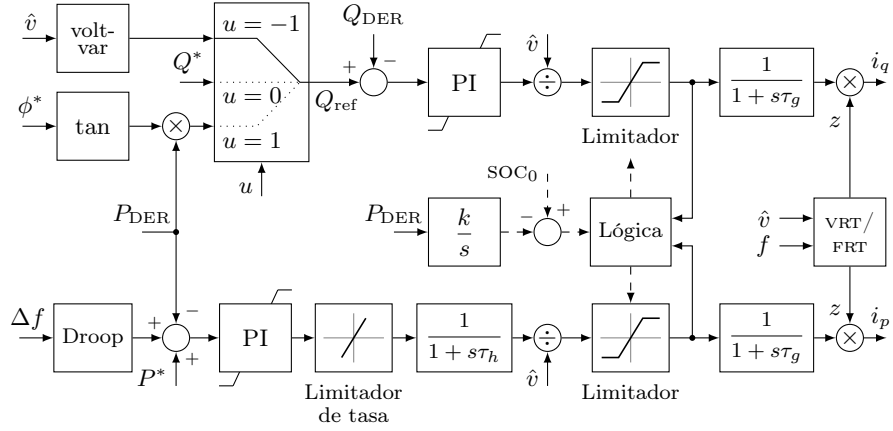 v̂
volt-
var
u = −1
Q_DER
Q*
u = 0
Q_ref
+
−
PI
v̂
÷
Limitador
1
1 + sτ_g
×
i_q
z
ϕ*
tan
×
u = 1
u
P_DER
SOC₀
P_DER
k
s
−
+
Lógica
v̂
f
VRT/
FRT
Δf
Droop
+
−
+
P*
PI
Limitador
de tasa
1
1 + sτ_h
÷
v̂
Limitador
1
1 + sτ_g
z
×
i_p